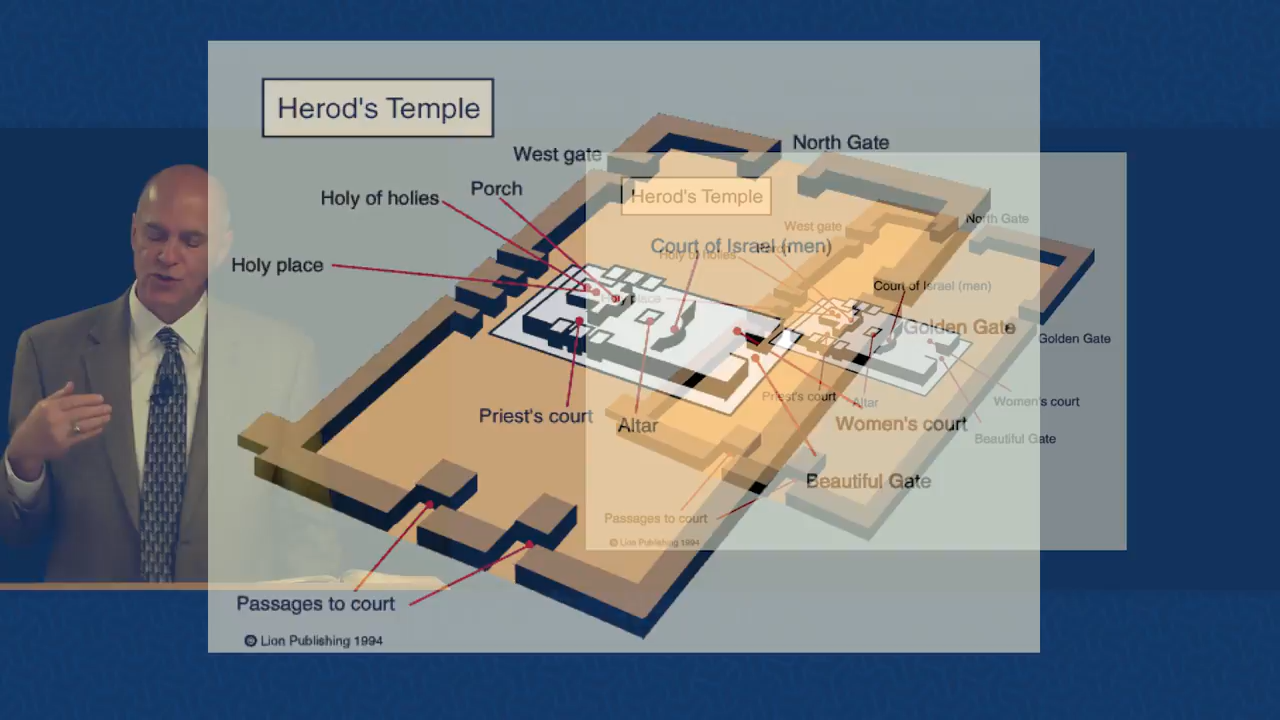 Herod's Temple
North Gate
West gate
Porch
Holy of holies
Court of Israel (men)
Holy place
Golden Gate
Priest's court
Altar
Women's court
Beautiful Gate
Passages to court
© Lion Publishing 1994
Herod's Temple
North Gate
West gate
Porch
Holy of holies
Court of Israel (men)
Holy place
Golden Gate
Priest's court
Altar
Women's court
Beautiful Gate
Passages to court
© Lion Publishing 1994